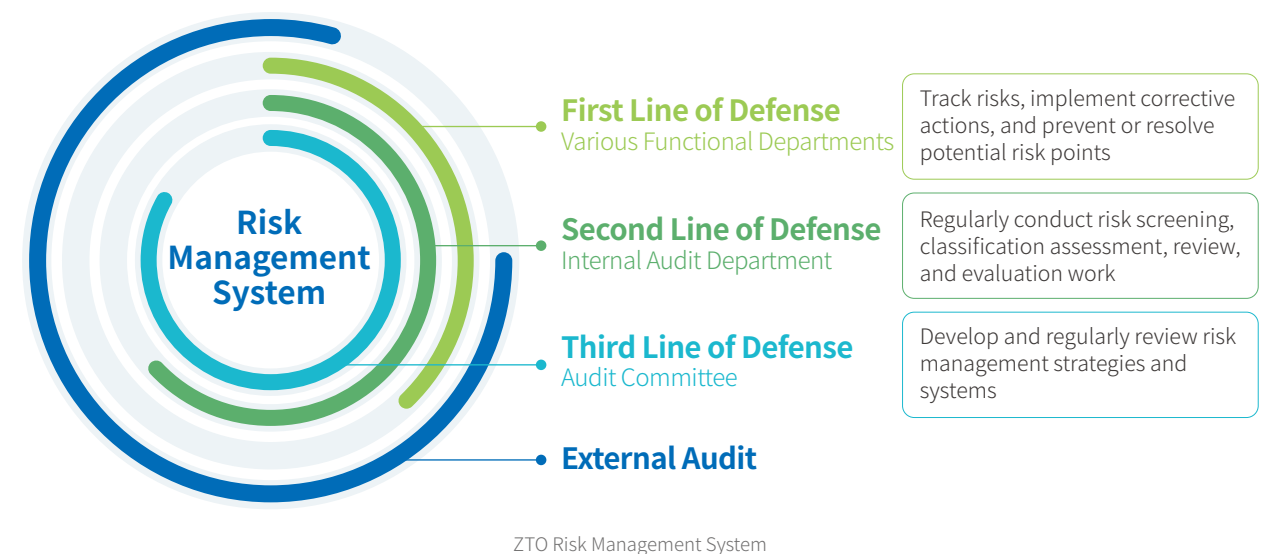 Risk
Management
System
First Line of Defense
Various Functional Departments
Track risks, implement corrective
actions, and prevent or resolve
potential risk points
Second Line of Defense
Internal Audit Department
Regularly conduct risk screening,
classification assessment, review,
and evaluation work
Third Line of Defense
Audit Committee
Develop and regularly review risk
management strategies and
systems
External Audit
ZTO Risk Management System